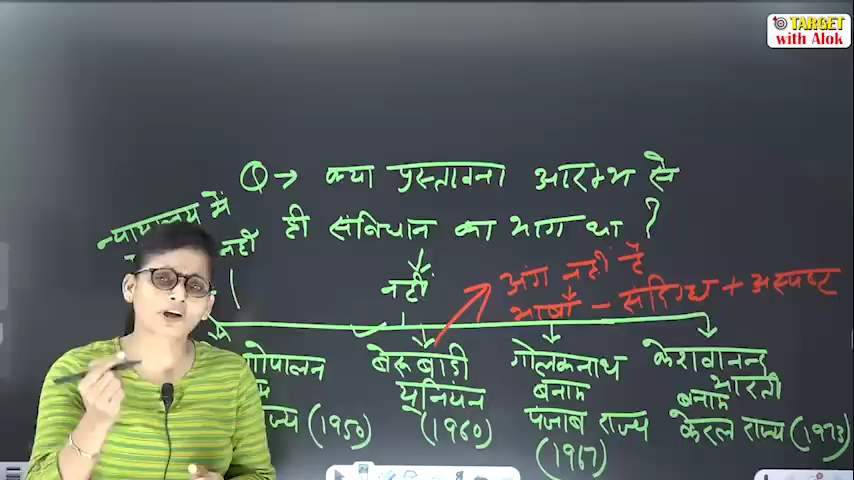 TARGET
with Alok
Q → क्या प्रस्तावना आरम्भ से
ही संविधान का भाग था ?
न्यायालय में
नहीं
नहीं
अंग नहीं है
भाषा - संदिग्ध + अस्पष्ट
गोपालन
राज्य (1950)
बेरूबाड़ी
यूनियन
(1960)
गोलकनाथ
बनाम
पंजाब राज्य
(1967)
केशवानन्द
भारती
बनाम
केरल राज्य (1973)